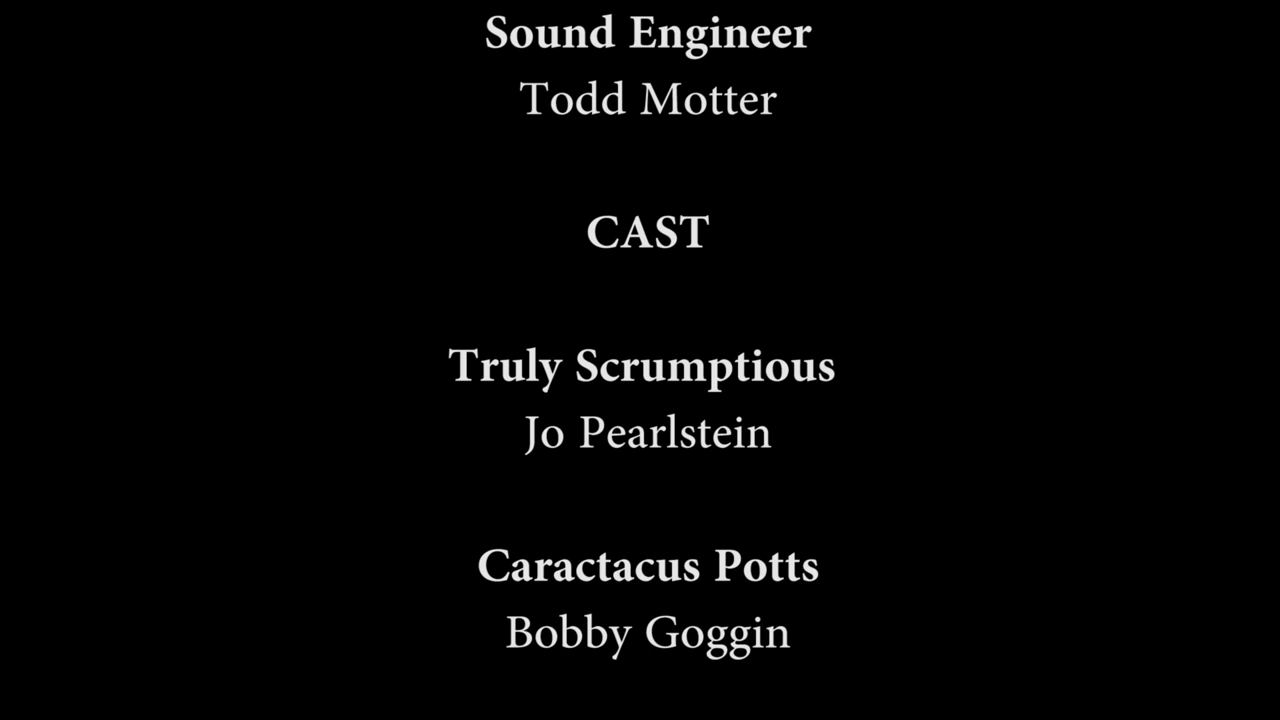 Sound Engineer
Todd Motter
CAST
Truly Scrumptious
Jo Pearlstein
Caractacus Potts
Bobby Goggin